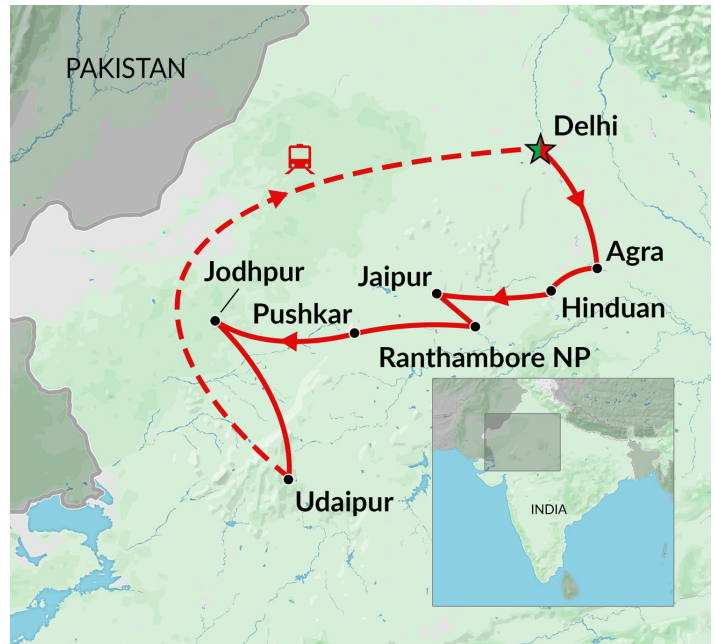 PAKISTAN
Delhi
Agra
Jodhpur
Jaipur
Hinduan
Pushkar
Ranthambore NP
Udaipur
INDIA